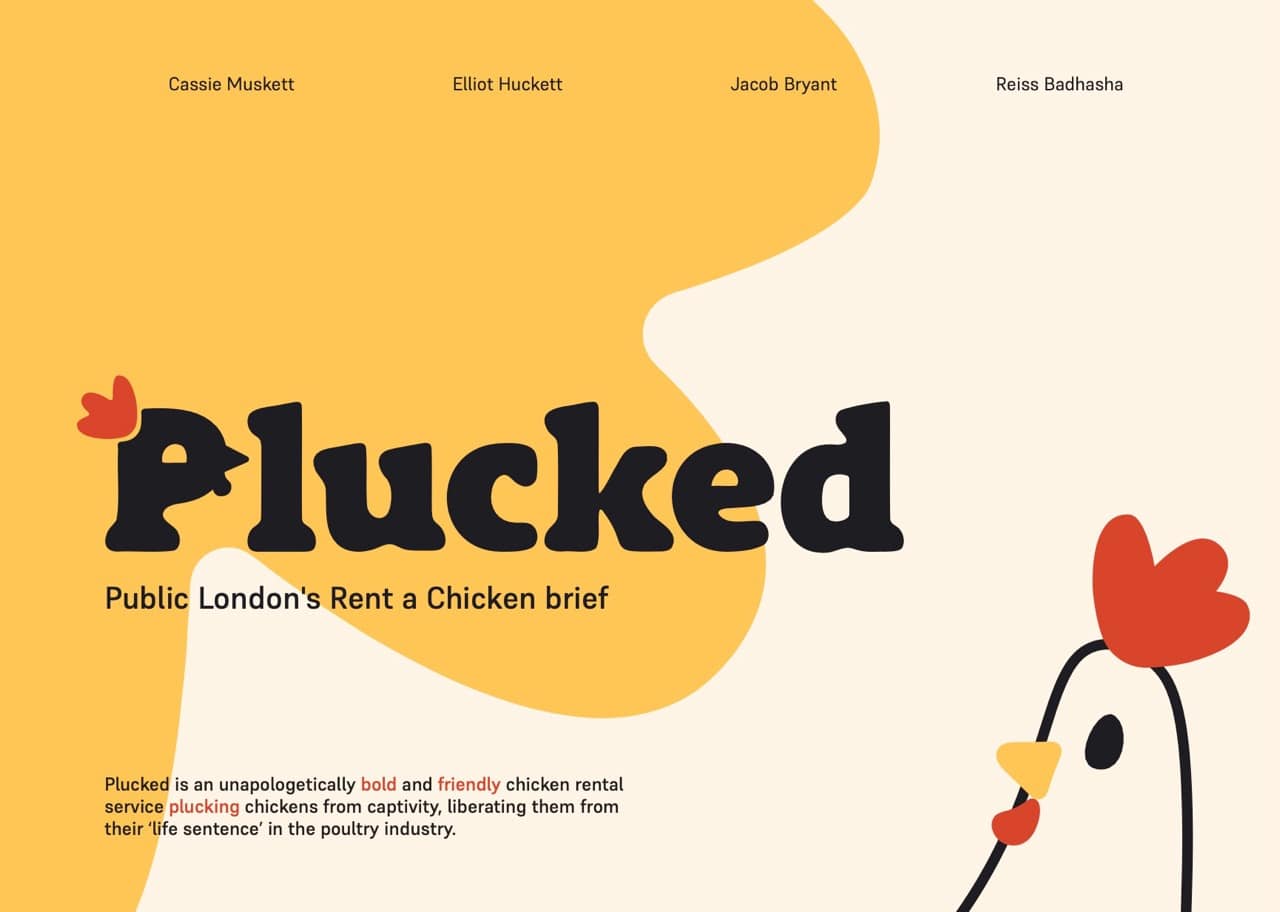 Cassie Muskett
Elliot Huckett
Jacob Bryant
Reiss Badhasha
Plucked
Public London's Rent a Chicken brief
Plucked is an unapologetically bold and friendly chicken rental
service plucking chickens from captivity, liberating them from
their ‘life sentence’ in the poultry industry.